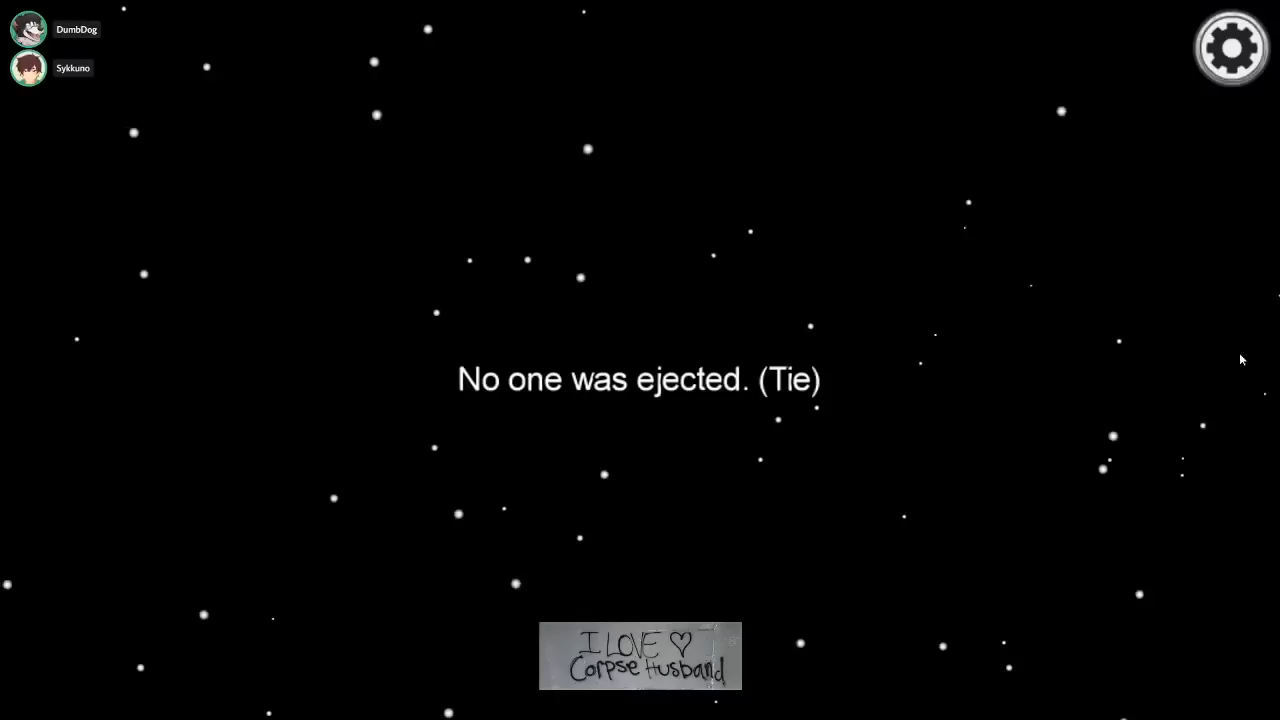 DumbDog
Sykkuno
No one was ejected. (Tie)
I LOVE ♡
Corpse Husband